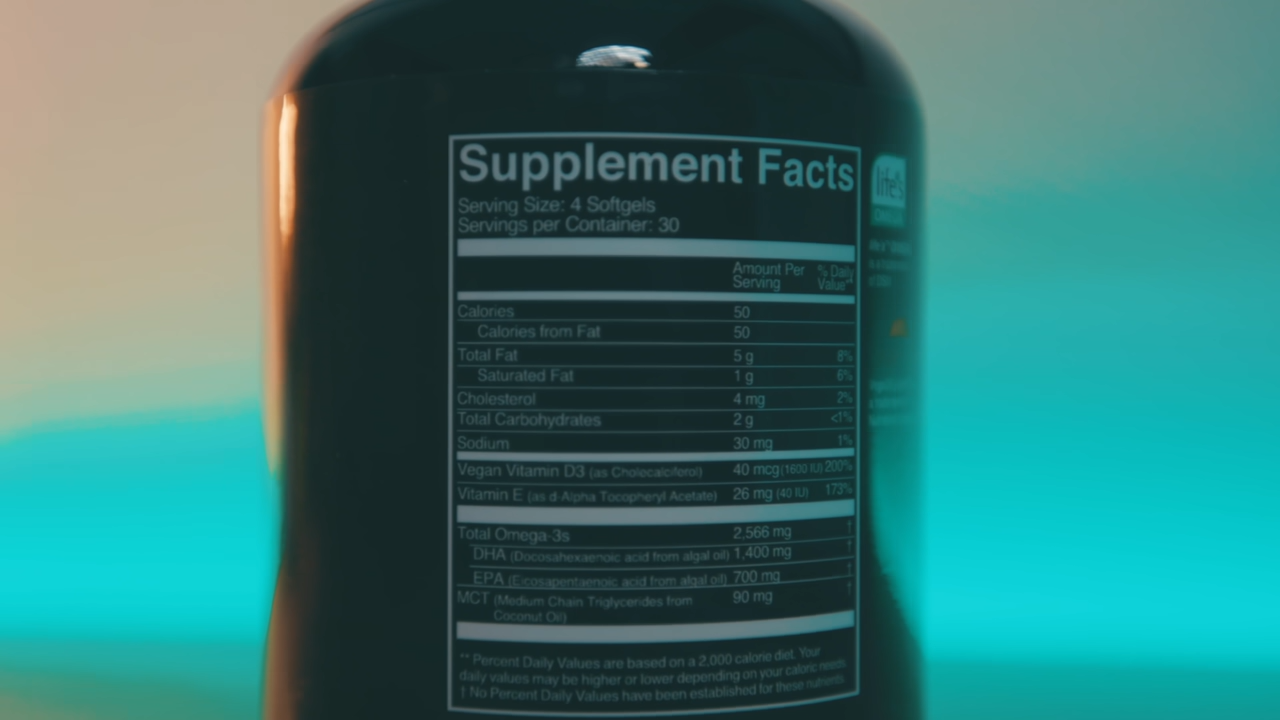 Supplement Facts
Serving Size: 4 Softgels
Servings per Container: 30
Amount Per Serving % Daily Value**
Calories 50
Calories from Fat 50
Total Fat 5 g 8%
Saturated Fat 1 g 6%
Cholesterol 4 mg 2%
Total Carbohydrates 2 g <1%
Sodium 30 mg 1%
Vegan Vitamin D3 (as Cholecalciferol) 40 mcg (1600 IU) 200%
Vitamin E (as d-Alpha Tocopheryl Acetate) 26 mg (40 IU) 173%
Total Omega-3s 2,566 mg †
DHA (Docosahexaenoic acid from algal oil) 1,400 mg †
EPA (Eicosapentaenoic acid from algal oil) 700 mg †
MCT (Medium Chain Triglycerides from 90 mg †
Coconut Oil)
** Percent Daily Values are based on a 2,000 calorie diet. Your
daily values may be higher or lower depending on your caloric needs.
† No Percent Daily Values have been established for these nutrients.
life's